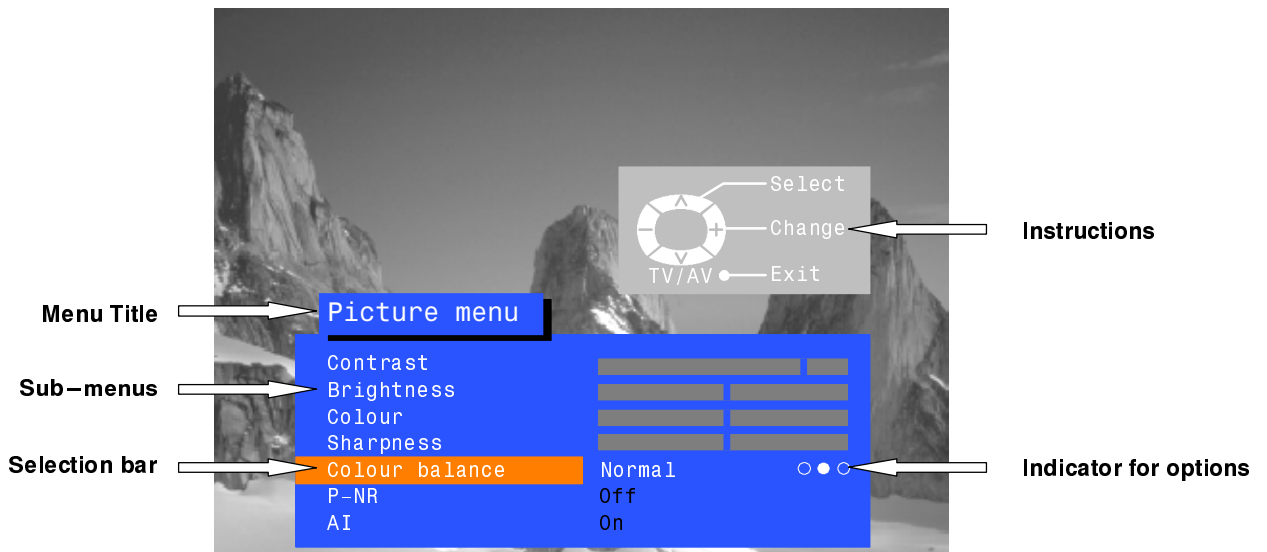 Select
Change
Instructions
TV/AV
Exit
Menu Title
Picture menu
Contrast
Sub–menus
Brightness
Colour
Sharpness
Selection bar
Colour balance
Normal
Indicator for options
P–NR
Off
AI
On